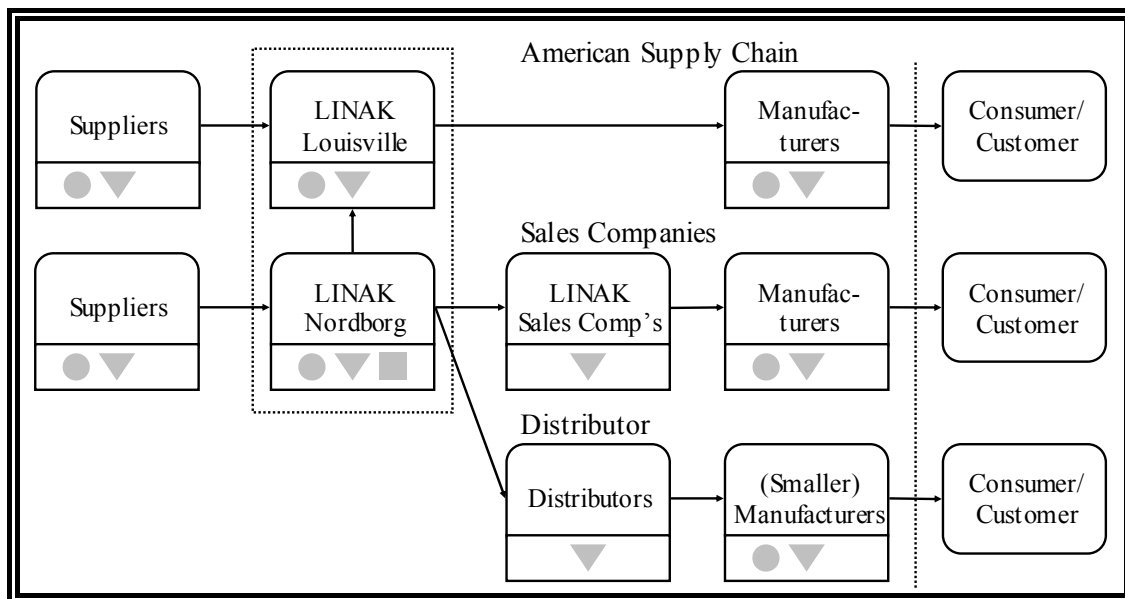 American Supply Chain
Suppliers
LINAK
Louisville
Manufac-
turers
Consumer/
Customer
Sales Companies
Suppliers
LINAK
Nordborg
LINAK
Sales Comp's
Manufac-
turers
Consumer/
Customer
Distributor
Distributors
(Smaller)
Manufacturers
Consumer/
Customer